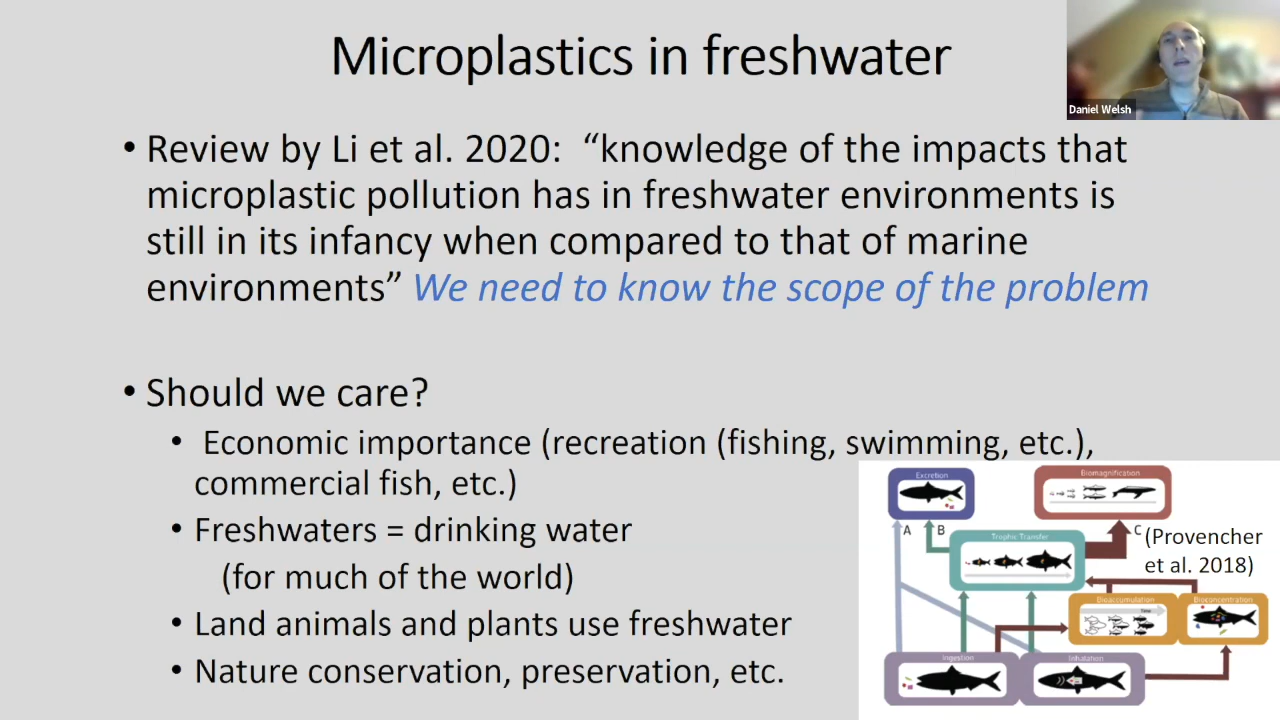 Microplastics in freshwater
Daniel Welsh
• Review by Li et al. 2020: “knowledge of the impacts that
microplastic pollution has in freshwater environments is
still in its infancy when compared to that of marine
environments” We need to know the scope of the problem
• Should we care?
• Economic importance (recreation (fishing, swimming, etc.),
commercial fish, etc.)
• Freshwaters = drinking water
(for much of the world)
• Land animals and plants use freshwater
• Nature conservation, preservation, etc.
Excretion
Biomagnification
A
B
C
(Provencher
et al. 2018)
Trophic Transfer
Bioaccumulation
Time
Bioconcentration
Ingestion
Inhalation